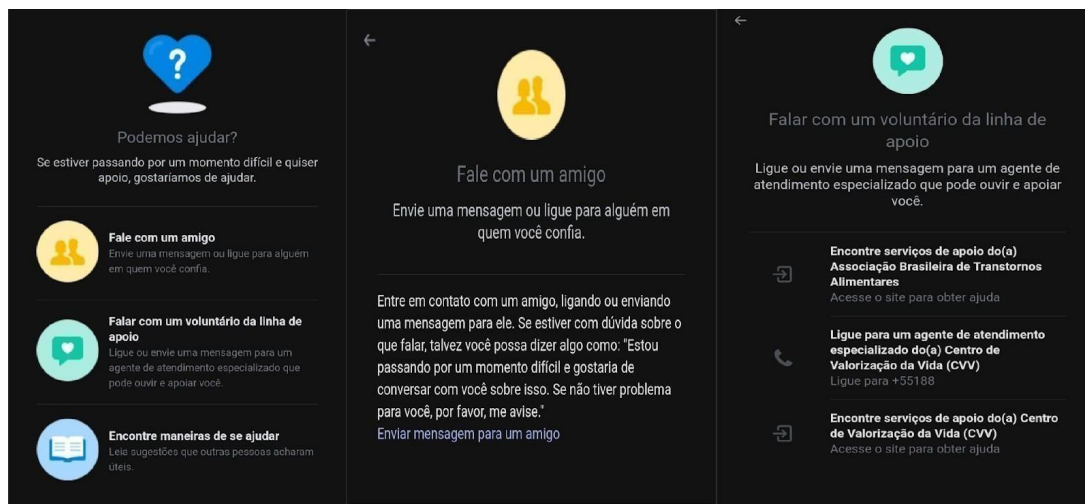 ?
Podemos ajudar?
Se estiver passando por um momento difícil e quiser
apoio, gostaríamos de ajudar.
Fale com um amigo
Envie uma mensagem ou ligue para alguém
em quem você confia.
Falar com um voluntário da linha de
apoio
Ligue ou envie uma mensagem para um
agente de atendimento especializado que
pode ouvir e apoiar você.
Encontre maneiras de se ajudar
Leia sugestões que outras pessoas acharam
úteis.
Fale com um amigo
Envie uma mensagem ou ligue para alguém em
quem você confia.
Entre em contato com um amigo, ligando ou enviando
uma mensagem para ele. Se estiver com dúvida sobre o
que falar, talvez você possa dizer algo como: "Estou
passando por um momento difícil e gostaria de
conversar com você sobre isso. Se não tiver problema
para você, por favor, me avise."
Enviar mensagem para um amigo
Falar com um voluntário da linha de
apoio
Ligue ou envie uma mensagem para um agente de
atendimento especializado que pode ouvir e apoiar
você.
Encontre serviços de apoio do(a)
Associação Brasileira de Transtornos
Alimentares
Acesse o site para obter ajuda
Ligue para um agente de atendimento
especializado do(a) Centro de
Valorização da Vida (CVV)
Ligue para +55188
Encontre serviços de apoio do(a) Centro
de Valorização da Vida (CVV)
Acesse o site para obter ajuda